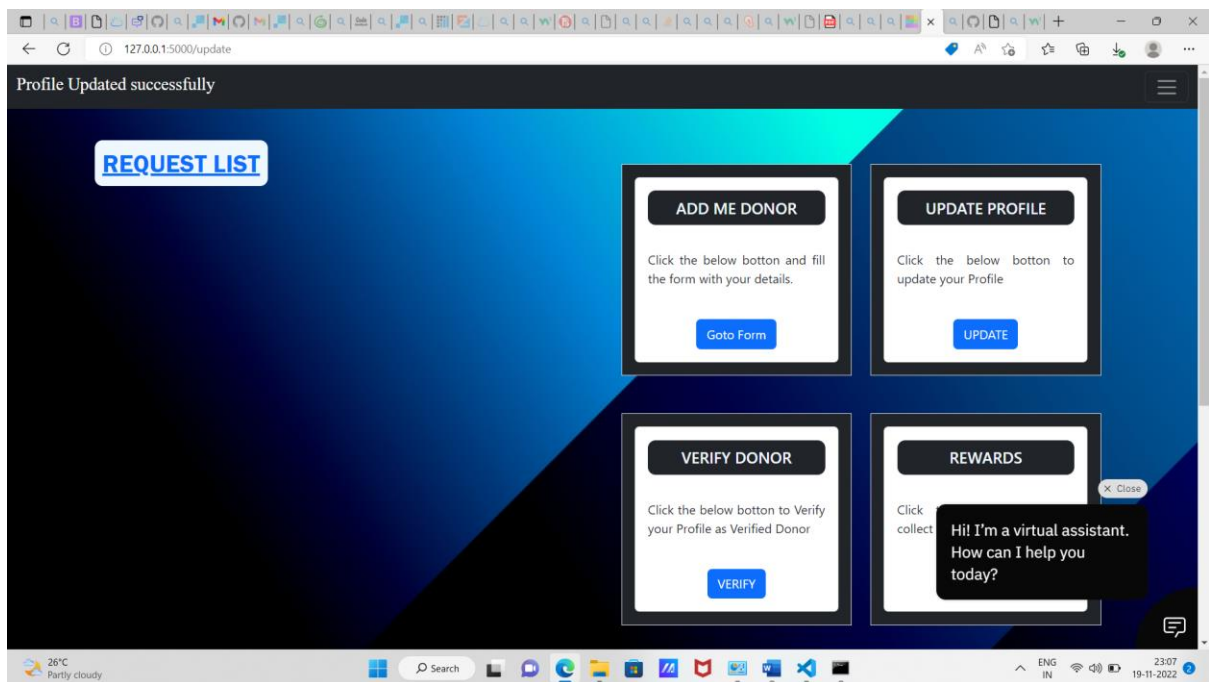 127.0.0.1:5000/update
Profile Updated successfully
REQUEST LIST
ADD ME DONOR
Click the below botton and fill
the form with your details.
Goto Form
UPDATE PROFILE
Click the below botton to
update your Profile
UPDATE
VERIFY DONOR
Click the below botton to Verify
your Profile as Verified Donor
VERIFY
REWARDS
Click
collect
× Close
Hi! I'm a virtual assistant.
How can I help you
today?
26°C
Partly cloudy
Search
ENG
IN
23:07
19-11-2022
2